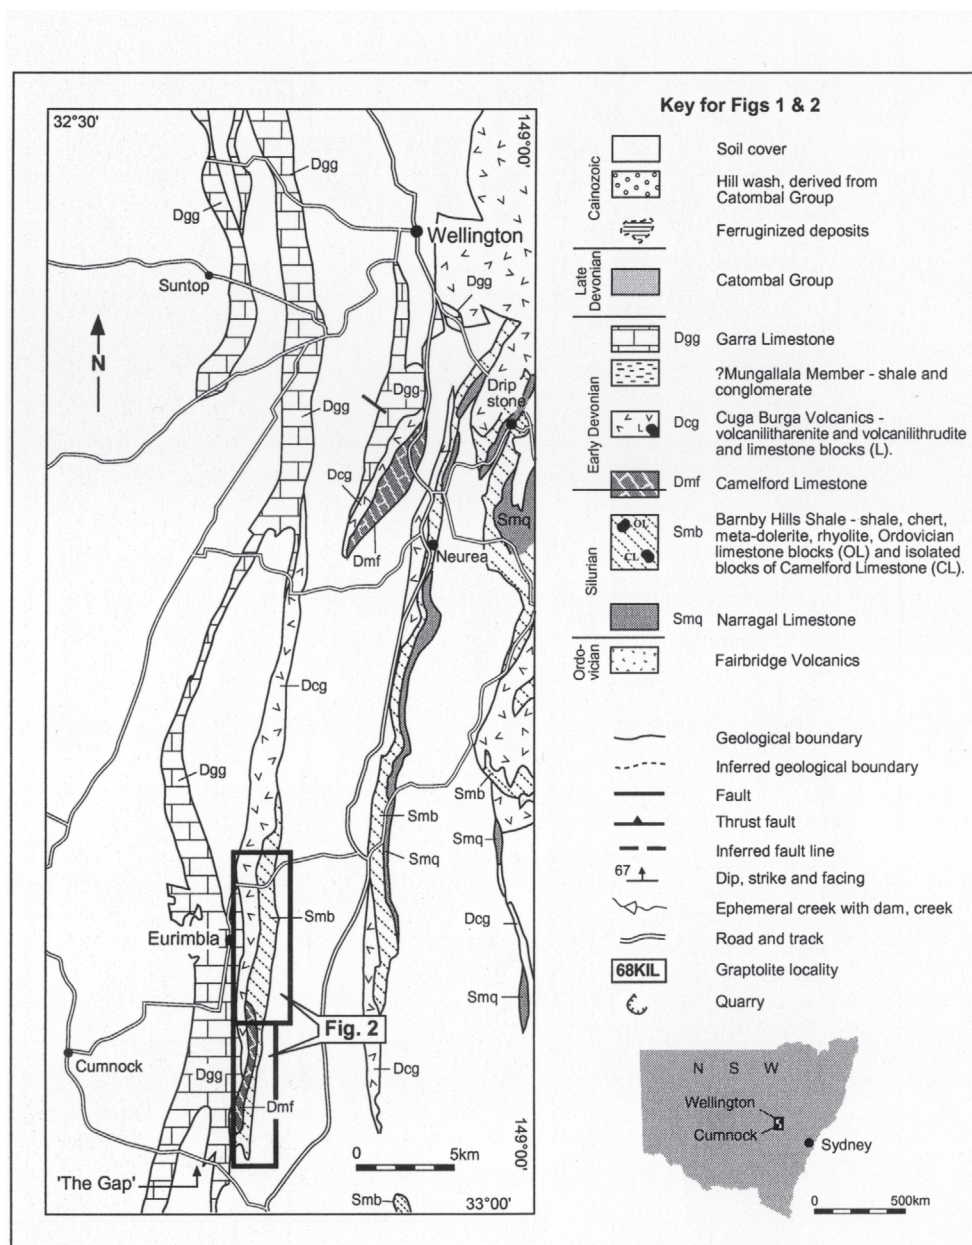 32°30'
149°00'
Dgg
Dgg
Wellington
Suntop
Dgg
N
Dgg
Dgg
Drip
stone
Dcg
Smq
Dmf
Neurea
Dcg
Dgg
Smb
Smb
Smq
Smq
Dcg
Smb
Eurimbla
Smq
Fig. 2
Cumnock
Dgg
Dcg
Dmf
149°00'
0 5km
'The Gap'
Smb
33°00'
Key for Figs 1 & 2
Cainozoic
Soil cover
Hill wash, derived from
Catombal Group
Ferruginized deposits
Late
Devonian
Catombal Group
Early Devonian
Dgg Garra Limestone
?Mungallala Member - shale and
conglomerate
L
Dcg Cuga Burga Volcanics -
volcanilitharenite and volcanilithrudite
and limestone blocks (L).
Dmf Camelford Limestone
Silurian
OL
CL
Smb Barnby Hills Shale - shale, chert,
meta-dolerite, rhyolite, Ordovician
limestone blocks (OL) and isolated
blocks of Camelford Limestone (CL).
Smq Narragal Limestone
Ordo-
vician
Fairbridge Volcanics
Geological boundary
Inferred geological boundary
Fault
Thrust fault
Inferred fault line
67 Dip, strike and facing
Ephemeral creek with dam, creek
Road and track
68KIL Graptolite locality
Quarry
N S W
Wellington
Cumnock
Sydney
0 500km